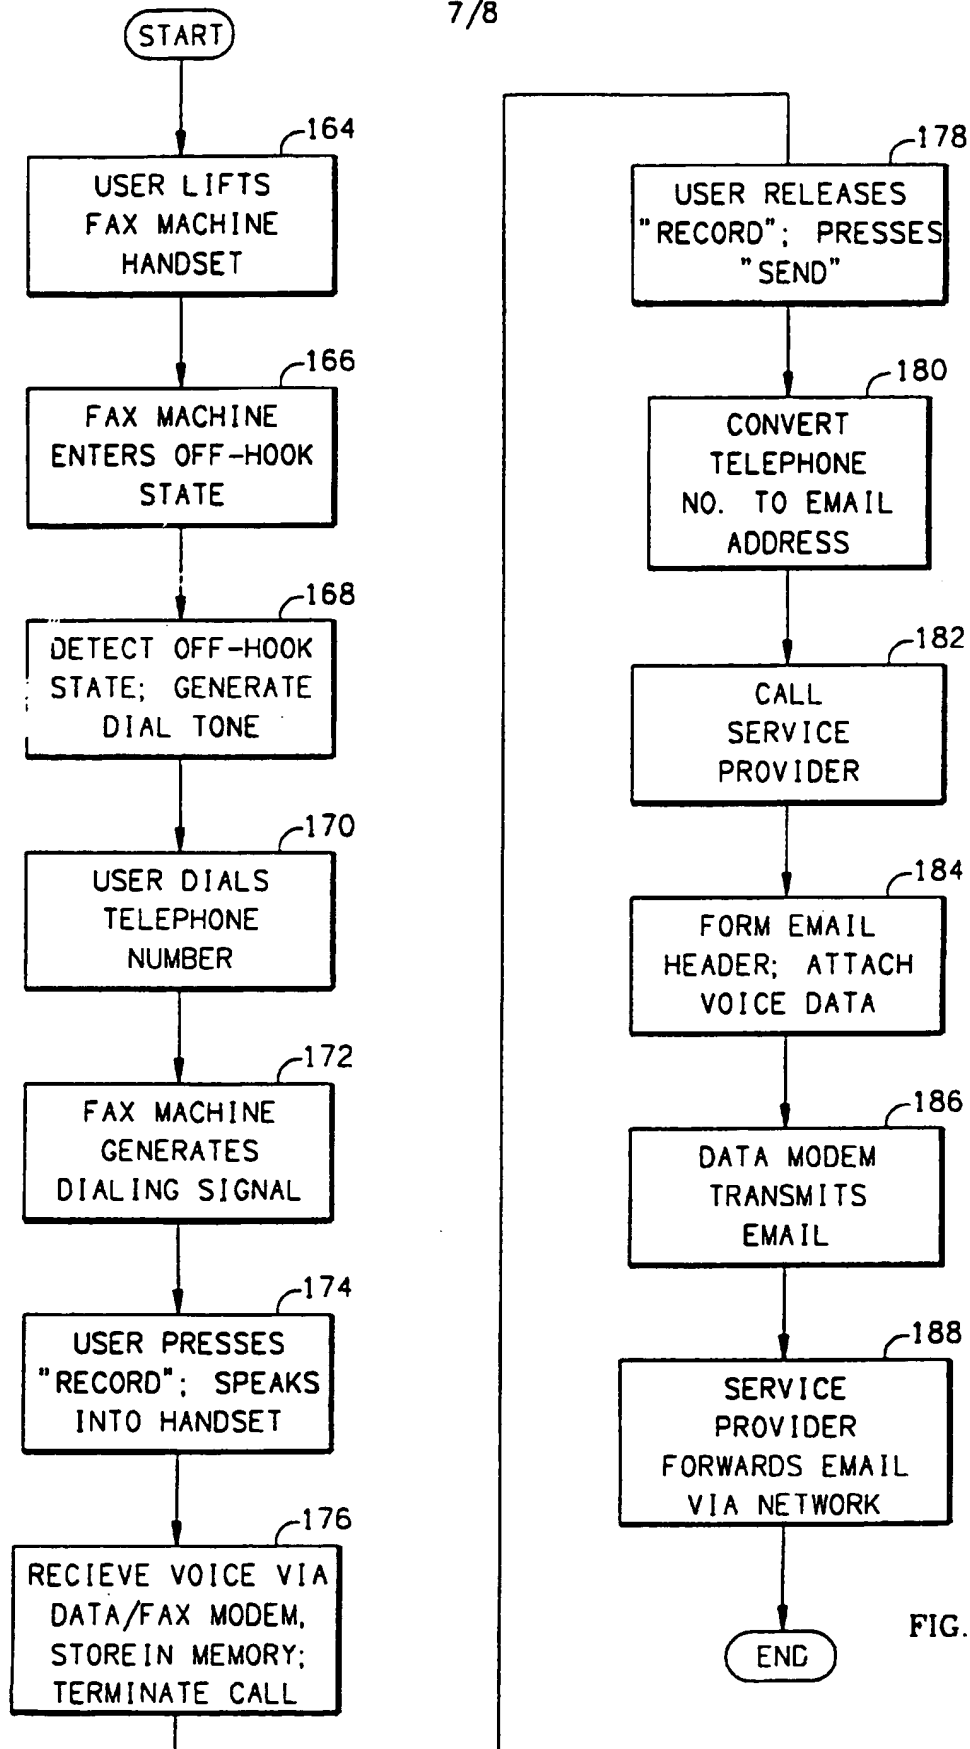 7/8
START
164
USER LIFTS
FAX MACHINE
HANDSET
166
FAX MACHINE
ENTERS OFF-HOOK
STATE
168
DETECT OFF-HOOK
STATE; GENERATE
DIAL TONE
170
USER DIALS
TELEPHONE
NUMBER
172
FAX MACHINE
GENERATES
DIALING SIGNAL
174
USER PRESSES
"RECORD"; SPEAKS
INTO HANDSET
176
RECIEVE VOICE VIA
DATA/FAX MODEM,
STOREIN MEMORY;
TERMINATE CALL
178
USER RELEASES
"RECORD"; PRESSES
"SEND"
180
CONVERT
TELEPHONE
NO. TO EMAIL
ADDRESS
182
CALL
SERVICE
PROVIDER
184
FORM EMAIL
HEADER; ATTACH
VOICE DATA
186
DATA MODEM
TRANSMITS
EMAIL
188
SERVICE
PROVIDER
FORWARDS EMAIL
VIA NETWORK
END
FIG.